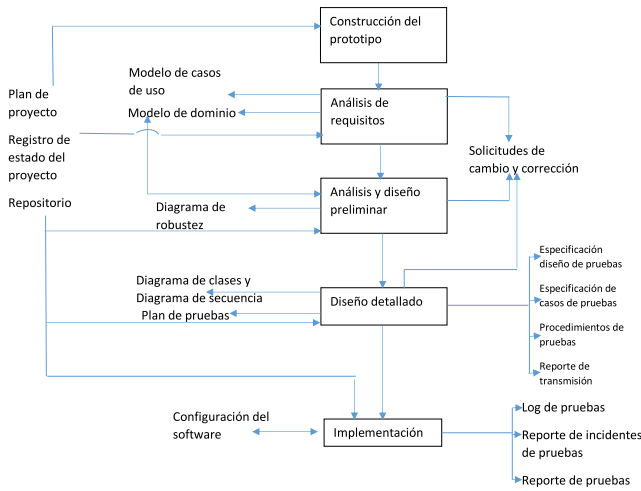 Construcción del
prototipo
Modelo de casos
de uso
Plan de
proyecto
Modelo de dominio
Análisis de
requisitos
Registro de
estado del
proyecto
Solicitudes de
cambio y corrección
Repositorio
Análisis y diseño
preliminar
Diagrama de
robustez
Especificación
diseño de pruebas
Diagrama de clases y
Diagrama de secuencia
Plan de pruebas
Diseño detallado
Especificación de
casos de pruebas
Procedimientos de
pruebas
Reporte de
transmisión
Configuración del
software
Implementación
Log de pruebas
Reporte de incidentes
de pruebas
Reporte de pruebas